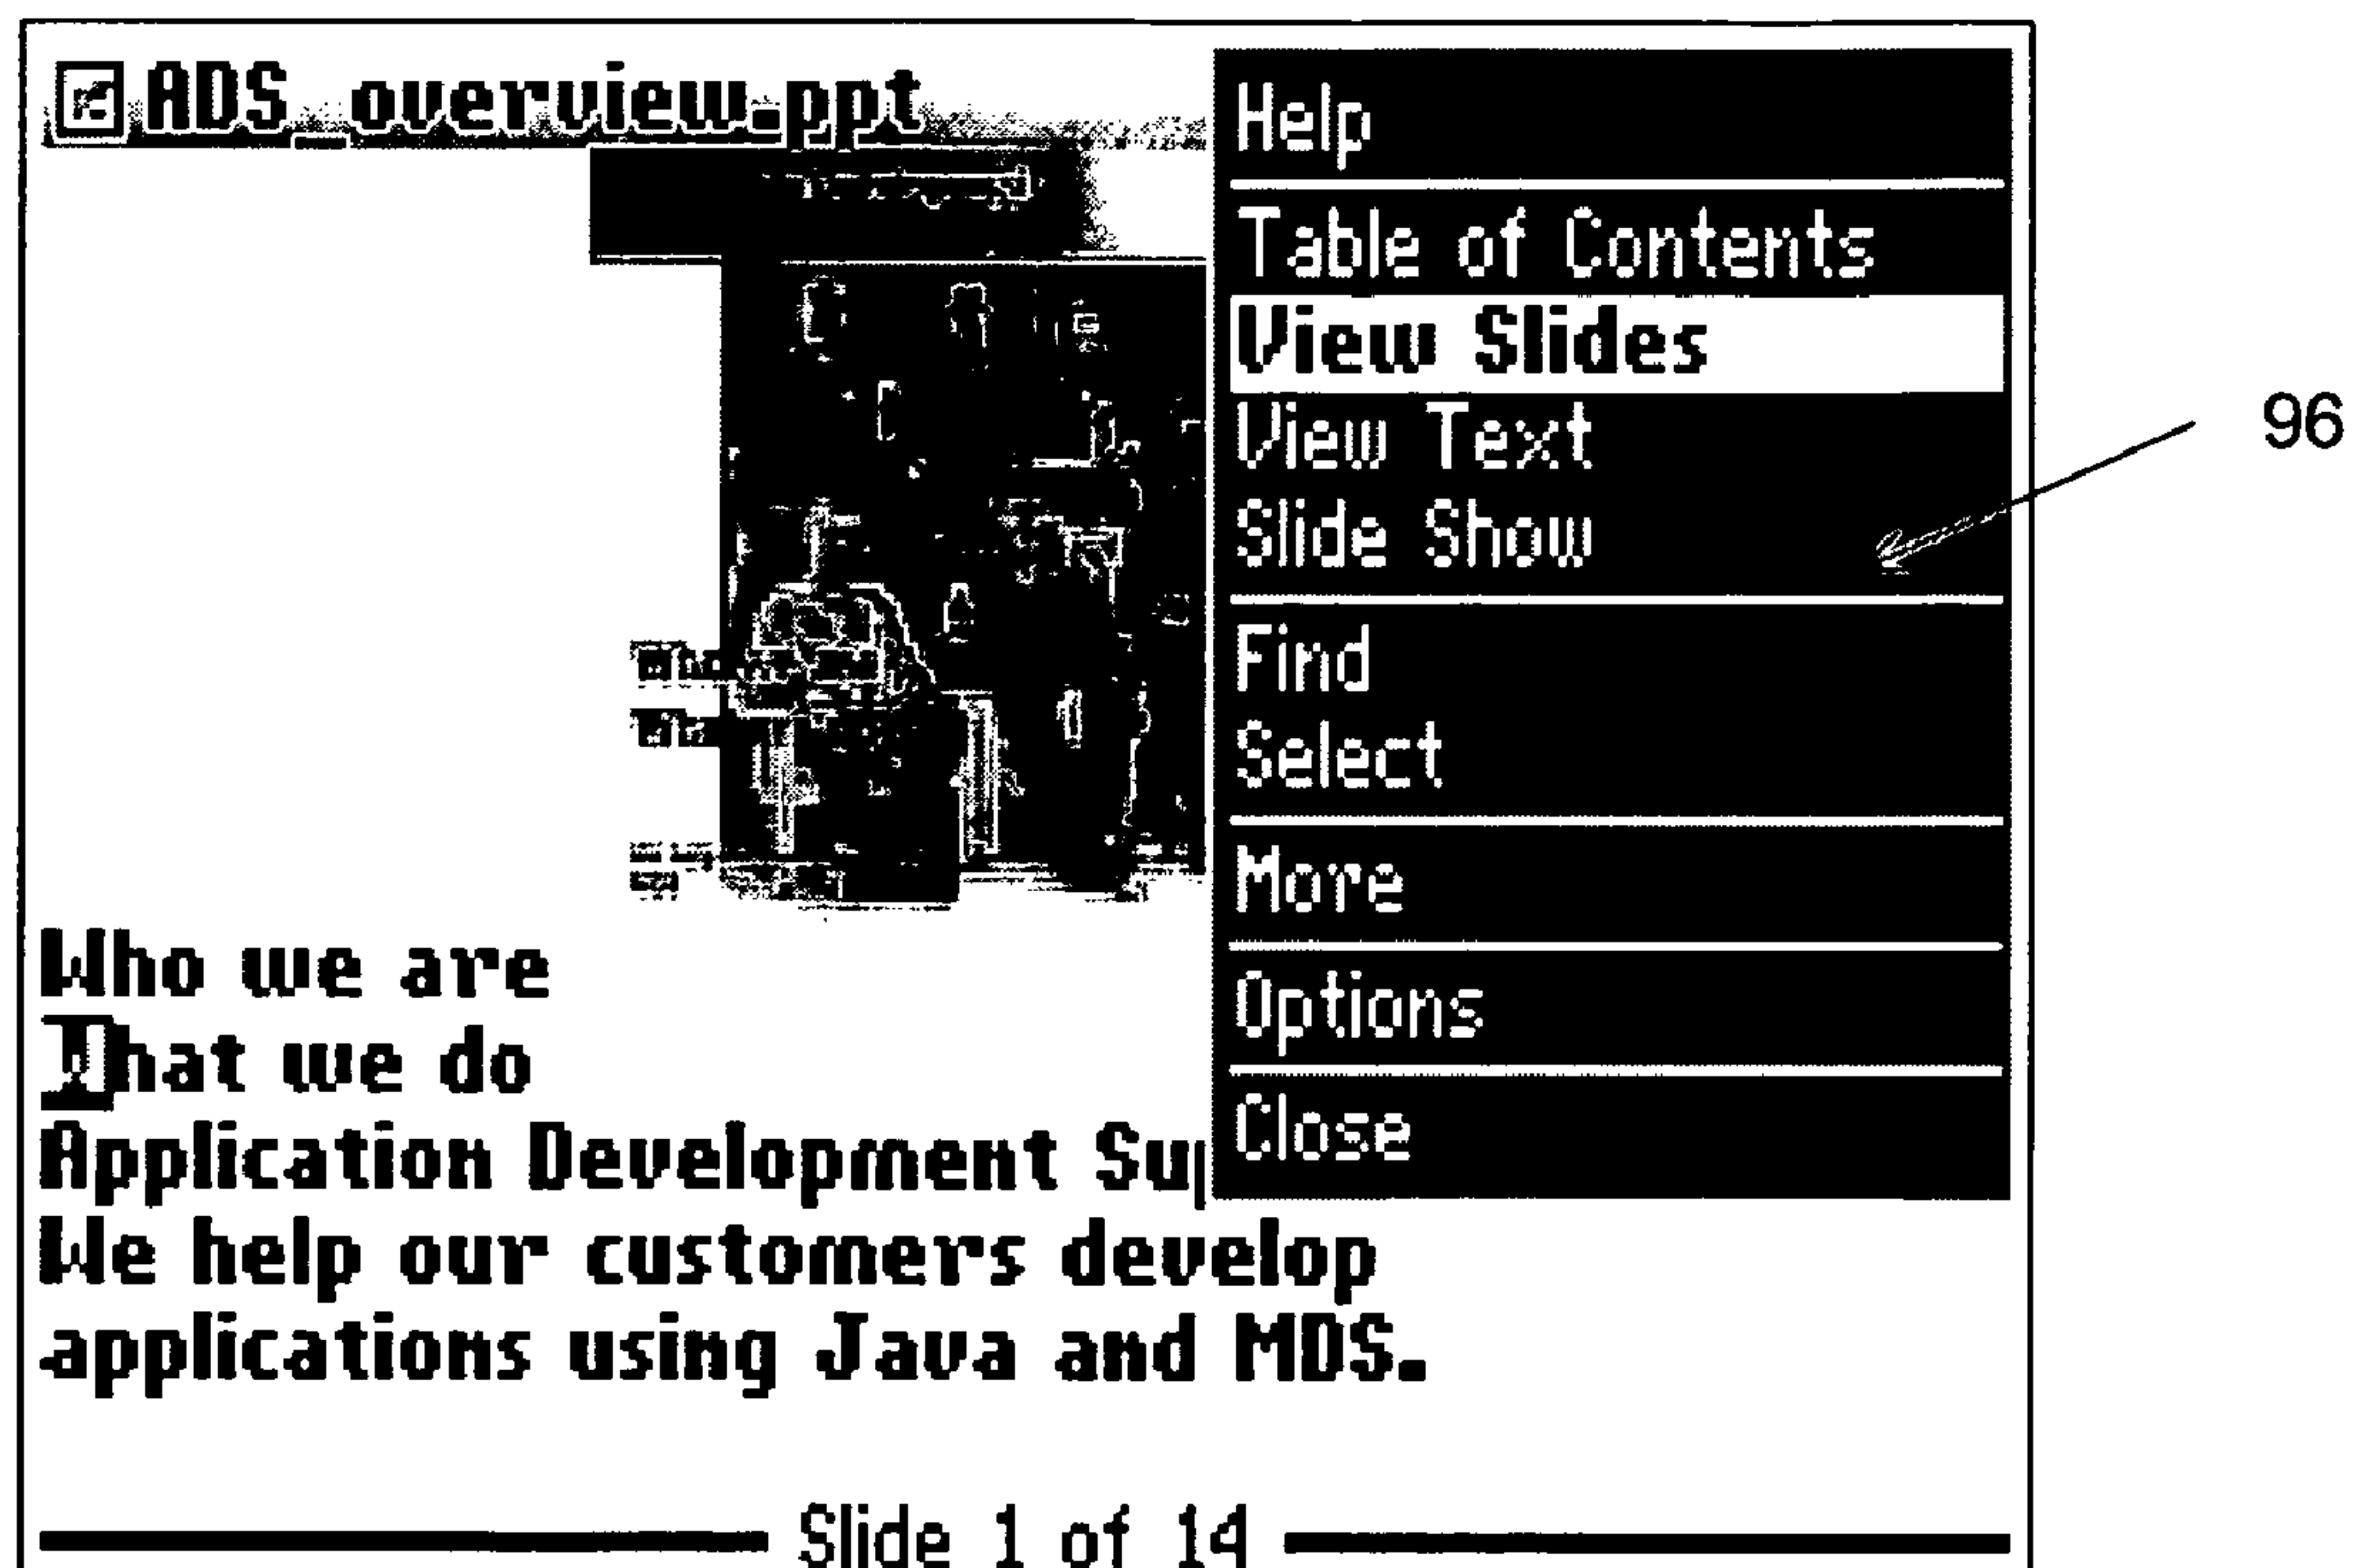 ADS_overview.ppt
Help
Table of Contents
View Slides
View Text
Slide Show
Find
Select
More
Options
Close
96
Who we are
That we do
Application Development Sup
We help our customers develop
applications using Java and MDS.
Slide 1 of 14